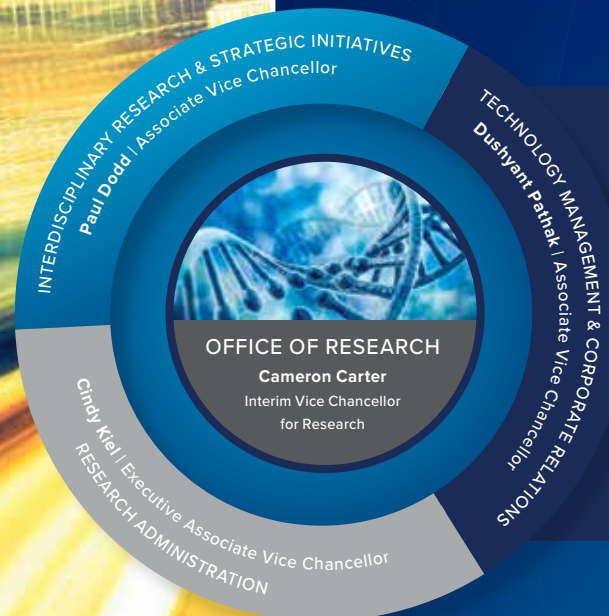 INTERDISCIPLINARY RESEARCH & STRATEGIC INITIATIVES
Paul Dodd | Associate Vice Chancellor
TECHNOLOGY MANAGEMENT & CORPORATE RELATIONS
Dushyant Pathak | Associate Vice Chancellor
OFFICE OF RESEARCH
Cameron Carter
Interim Vice Chancellor
for Research
Cindy Kiel | Executive Associate Vice Chancellor
RESEARCH ADMINISTRATION